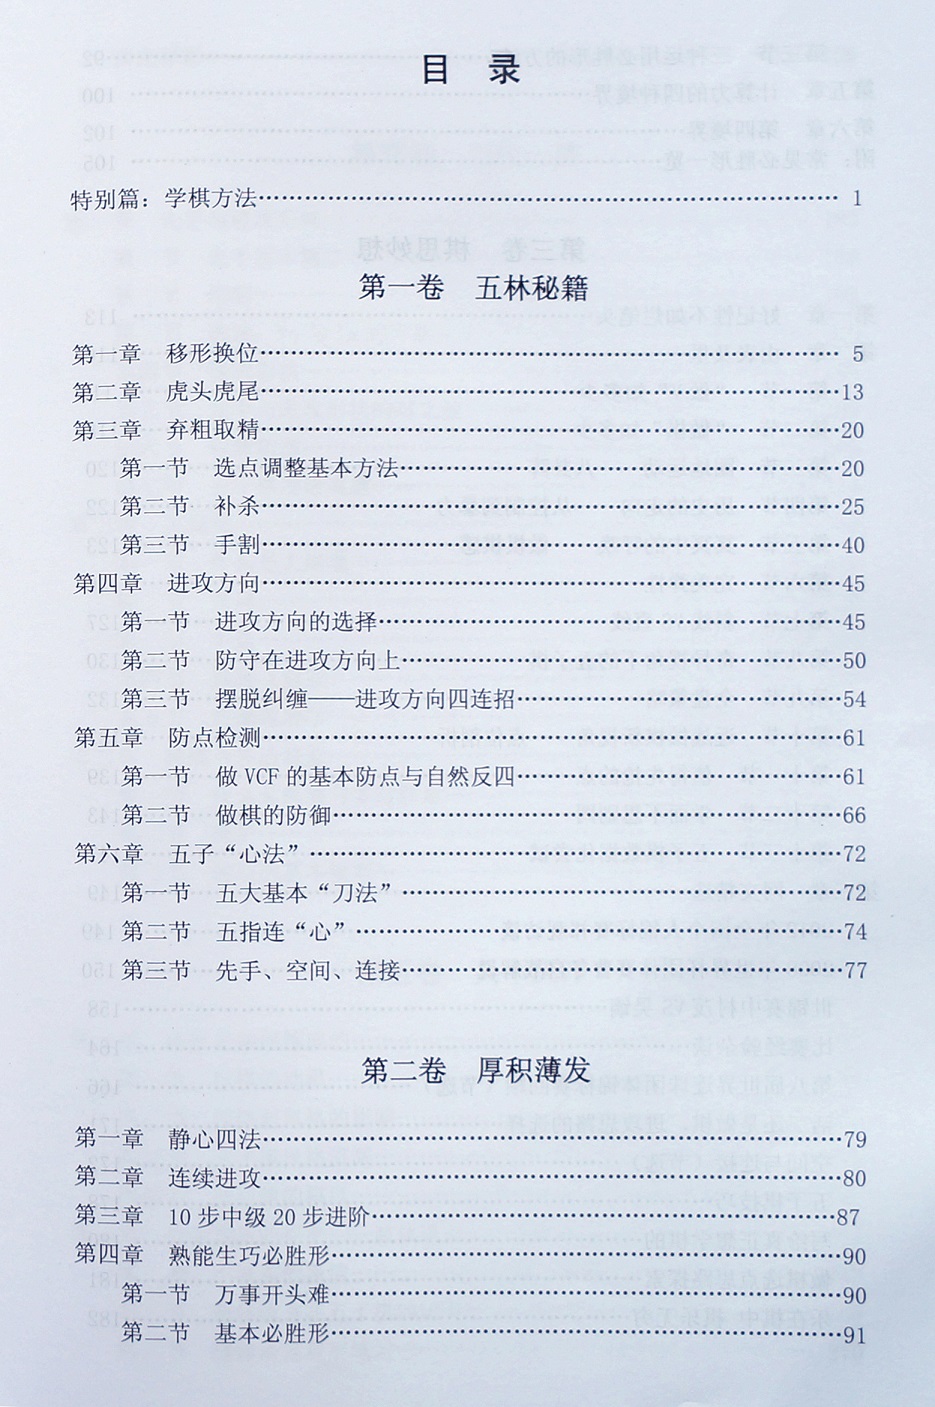 目 录
特别篇：学棋方法………………………………………………………………… 1
第一卷 五林秘籍
第一章 移形换位………………………………………………………………… 5
第二章 虎头虎尾…………………………………………………………………13
第三章 弃粗取精…………………………………………………………………20
第一节 选点调整基本方法………………………………………………………20
第二节 补杀………………………………………………………………………25
第三节 手割………………………………………………………………………40
第四章 进攻方向…………………………………………………………………45
第一节 进攻方向的选择…………………………………………………………45
第二节 防守在进攻方向上………………………………………………………50
第三节 摆脱纠缠——进攻方向四连招…………………………………………54
第五章 防点检测…………………………………………………………………61
第一节 做 VCF 的基本防点与自然反四…………………………………………61
第二节 做棋的防御………………………………………………………………66
第六章 五子“心法”……………………………………………………………72
第一节 五大基本“刀法”………………………………………………………72
第二节 五指连“心”……………………………………………………………74
第三节 先手、空间、连接………………………………………………………77
第二卷 厚积薄发
第一章 静心四法…………………………………………………………………79
第二章 连续进攻…………………………………………………………………80
第三章 10 步中级 20 步进阶……………………………………………………87
第四章 熟能生巧必胜形…………………………………………………………90
第一节 万事开头难………………………………………………………………90
第二节 基本必胜形………………………………………………………………91